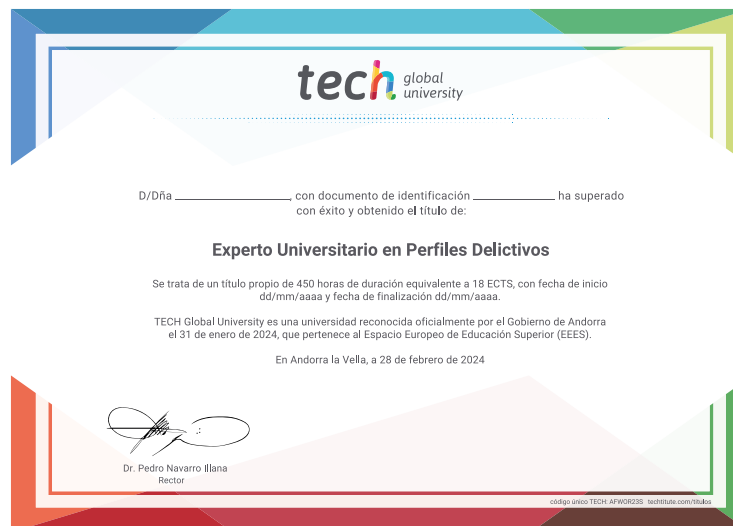 tech global university
D/Dña ________________, con documento de identificación ____________ ha superado
con éxito y obtenido el título de:
Experto Universitario en Perfiles Delictivos
Se trata de un título propio de 450 horas de duración equivalente a 18 ECTS, con fecha de inicio
dd/mm/aaaa y fecha de finalización dd/mm/aaaa.
TECH Global University es una universidad reconocida oficialmente por el Gobierno de Andorra
el 31 de enero de 2024, que pertenece al Espacio Europeo de Educación Superior (EEES).
En Andorra la Vella, a 28 de febrero de 2024
Dr. Pedro Navarro Illana
Rector
código único TECH: AFWOR23S techtitute.com/titulos